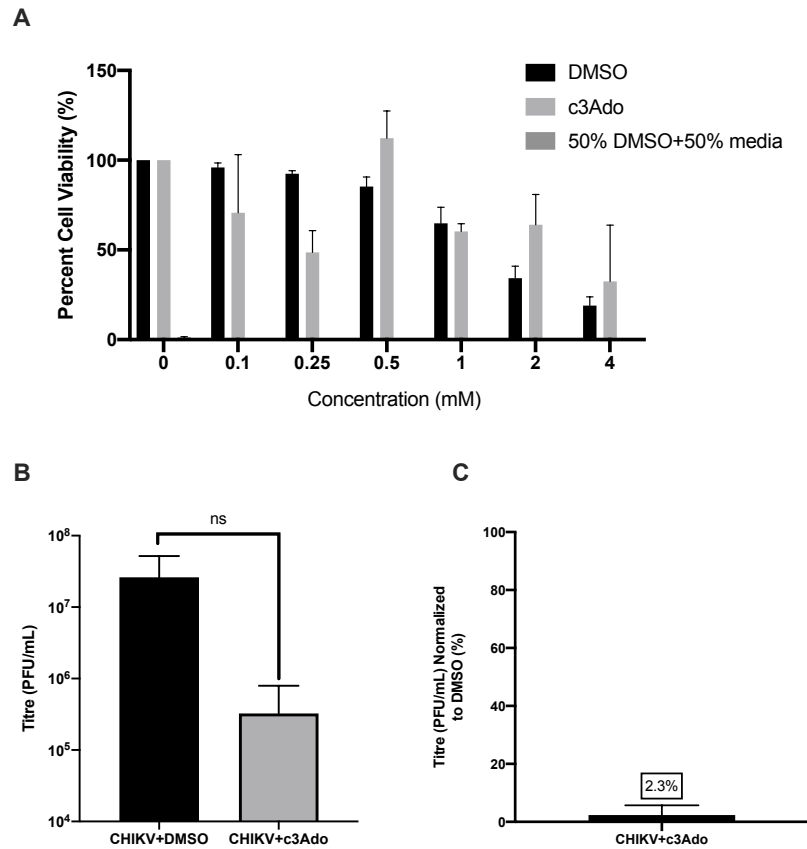 A
Percent Cell Viability (%)
150
100
50
0
DMSO
c3Ado
50% DMSO+50% media
0 0.1 0.25 0.5 1 2 4
Concentration (mM)
B
Titre (PFU/mL)
10⁸
10⁷
10⁶
10⁵
10⁴
ns
CHIKV+DMSO CHIKV+c3Ado
C
Titre (PFU/mL) Normalized
to DMSO (%)
100
80
60
40
20
0
2.3%
CHIKV+c3Ado